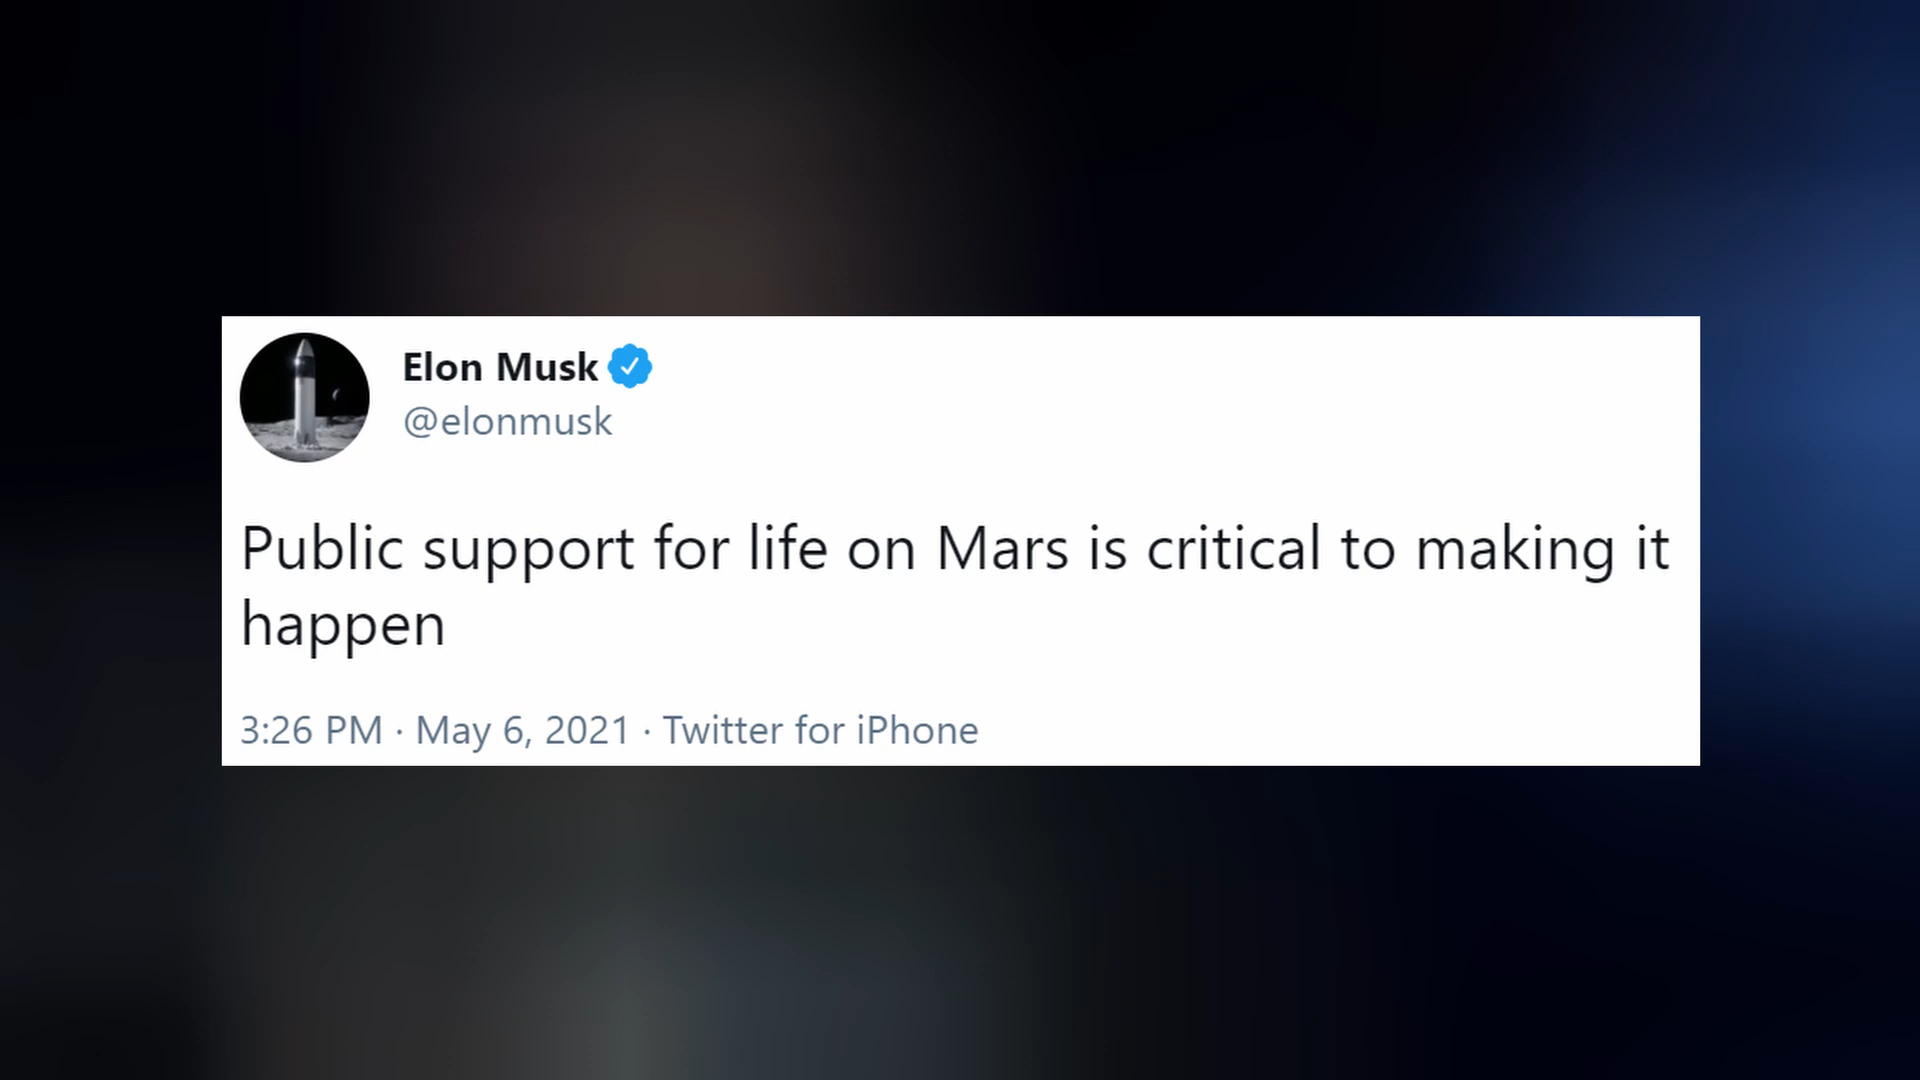 Elon Musk
@elonmusk
Public support for life on Mars is critical to making it
happen
3:26 PM · May 6, 2021 · Twitter for iPhone